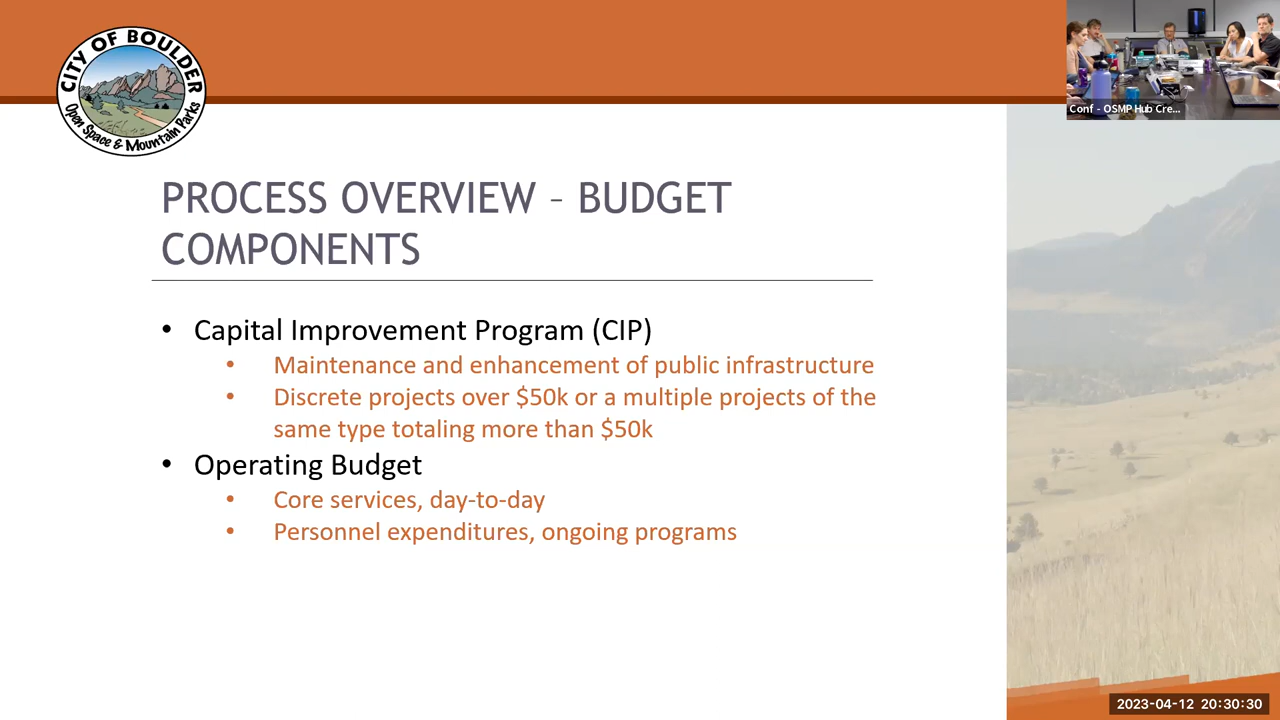 CITY OF BOULDER
Open Space & Mountain Parks
Conf - OSMP Hub Cre...
PROCESS OVERVIEW – BUDGET
COMPONENTS
• Capital Improvement Program (CIP)
• Maintenance and enhancement of public infrastructure
• Discrete projects over $50k or a multiple projects of the
same type totaling more than $50k
• Operating Budget
• Core services, day-to-day
• Personnel expenditures, ongoing programs
2023-04-12 20:30:30